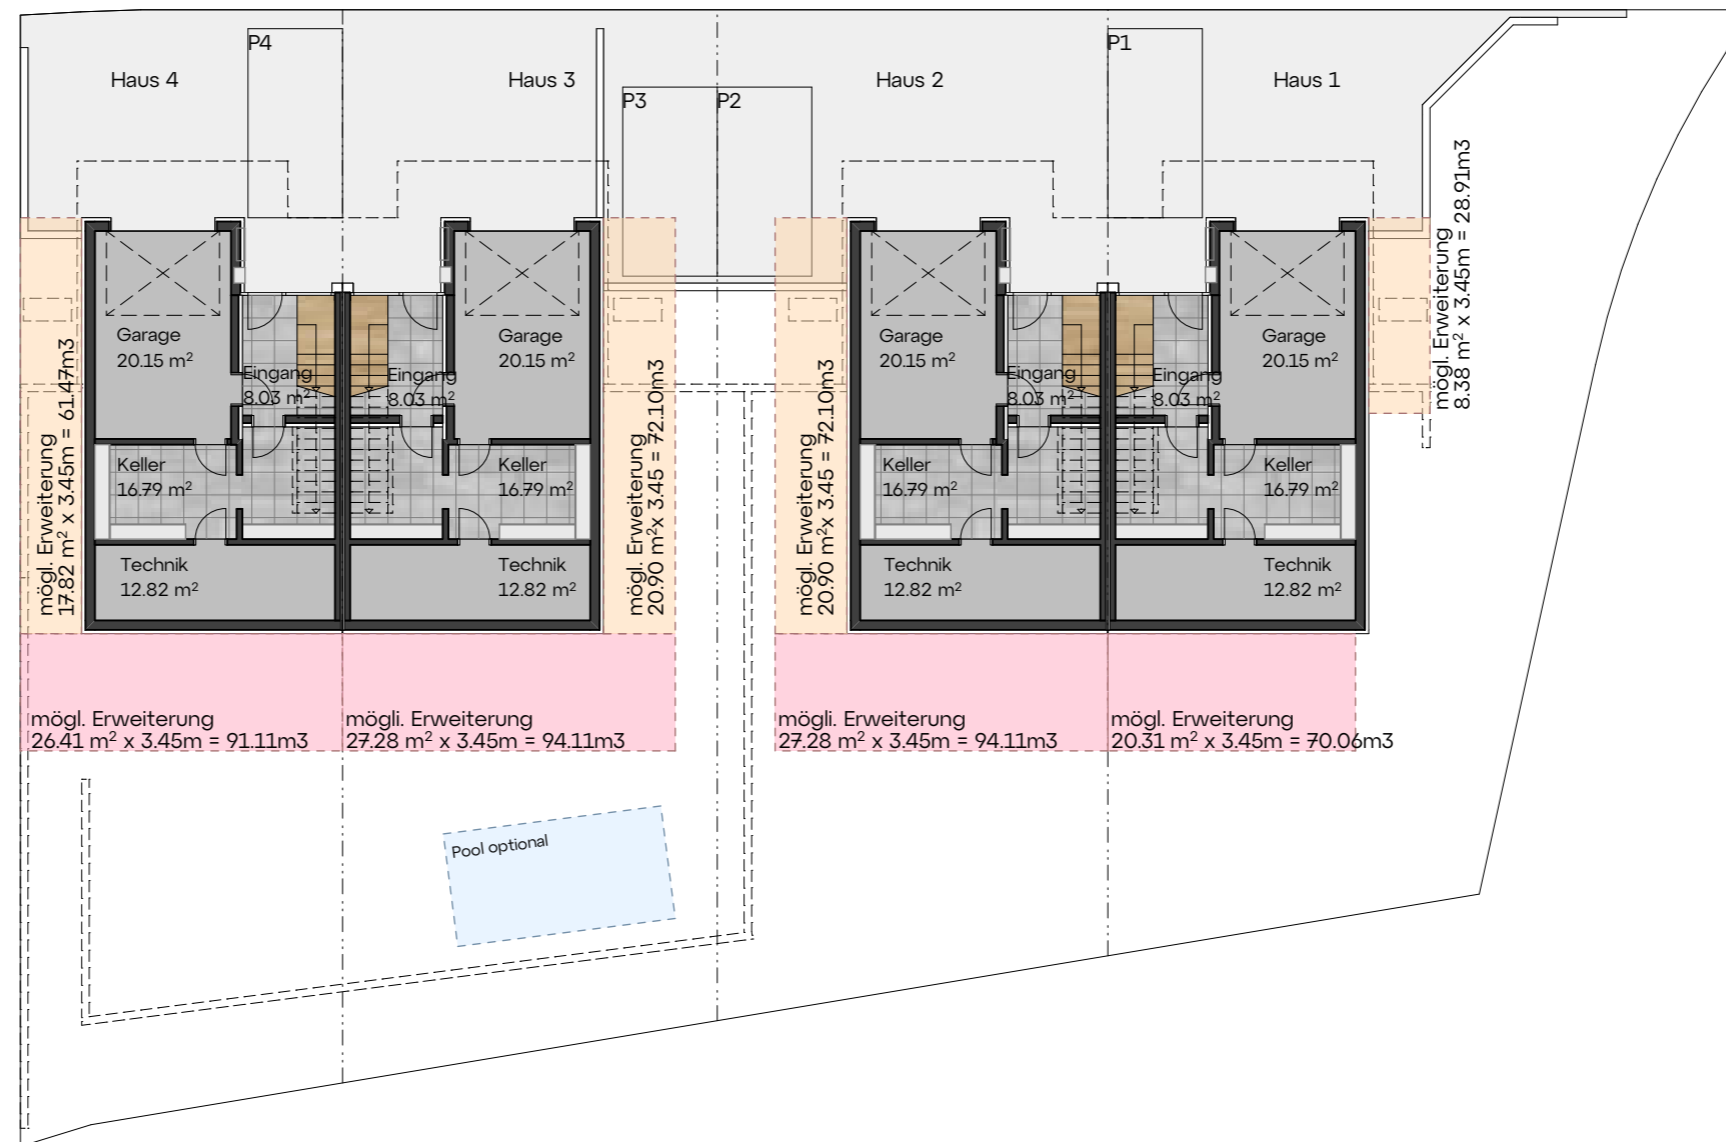 P4
P1
Haus 4
Haus 3
Haus 2
Haus 1
P3
P2
mögl. Erweiterung
8.38 m² x 3.45m = 28.91m3
Garage
20.15 m²
Garage
20.15 m²
Garage
20.15 m²
Garage
20.15 m²
Eingang
8.03 m²
Eingang
8.03 m²
Eingang
8.03 m²
Eingang
8.03 m²
mögl. Erweiterung
17.82 m² x 3.45m = 61.47m3
mögl. Erweiterung
20.90 m²x 3.45 = 72.10m3
mögl. Erweiterung
20.90 m² x 3.45 = 72.10m3
Keller
16.79 m²
Keller
16.79 m²
Keller
16.79 m²
Keller
16.79 m²
Technik
12.82 m²
Technik
12.82 m²
Technik
12.82 m²
Technik
12.82 m²
mögl. Erweiterung
26.41 m² x 3.45m = 91.11m3
mögli. Erweiterung
27.28 m² x 3.45m = 94.11m3
mögli. Erweiterung
27.28 m² x 3.45m = 94.11m3
mögl. Erweiterung
20.31 m² x 3.45m = 70.06m3
Pool optional